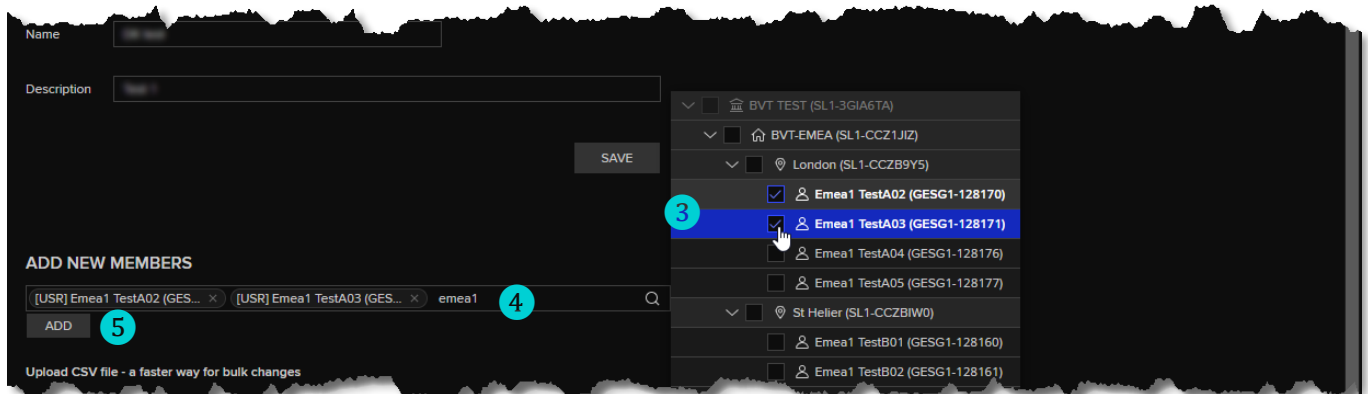 Name
Description
SAVE
ADD NEW MEMBERS
[USR] Emea1 TestA02 (GES... × [USR] Emea1 TestA03 (GES... × emea1
4
ADD
5
Upload CSV file - a faster way for bulk changes
BVT TEST (SL1-3GIA6TA)
BVT-EMEA (SL1-CCZ1JIZ)
London (SL1-CCZB9Y5)
Emea1 TestA02 (GESG1-128170)
3
Emea1 TestA03 (GESG1-128171)
Emea1 TestA04 (GESG1-128176)
Emea1 TestA05 (GESG1-128177)
St Helier (SL1-CCZBIW0)
Emea1 TestB01 (GESG1-128160)
Emea1 TestB02 (GESG1-128161)